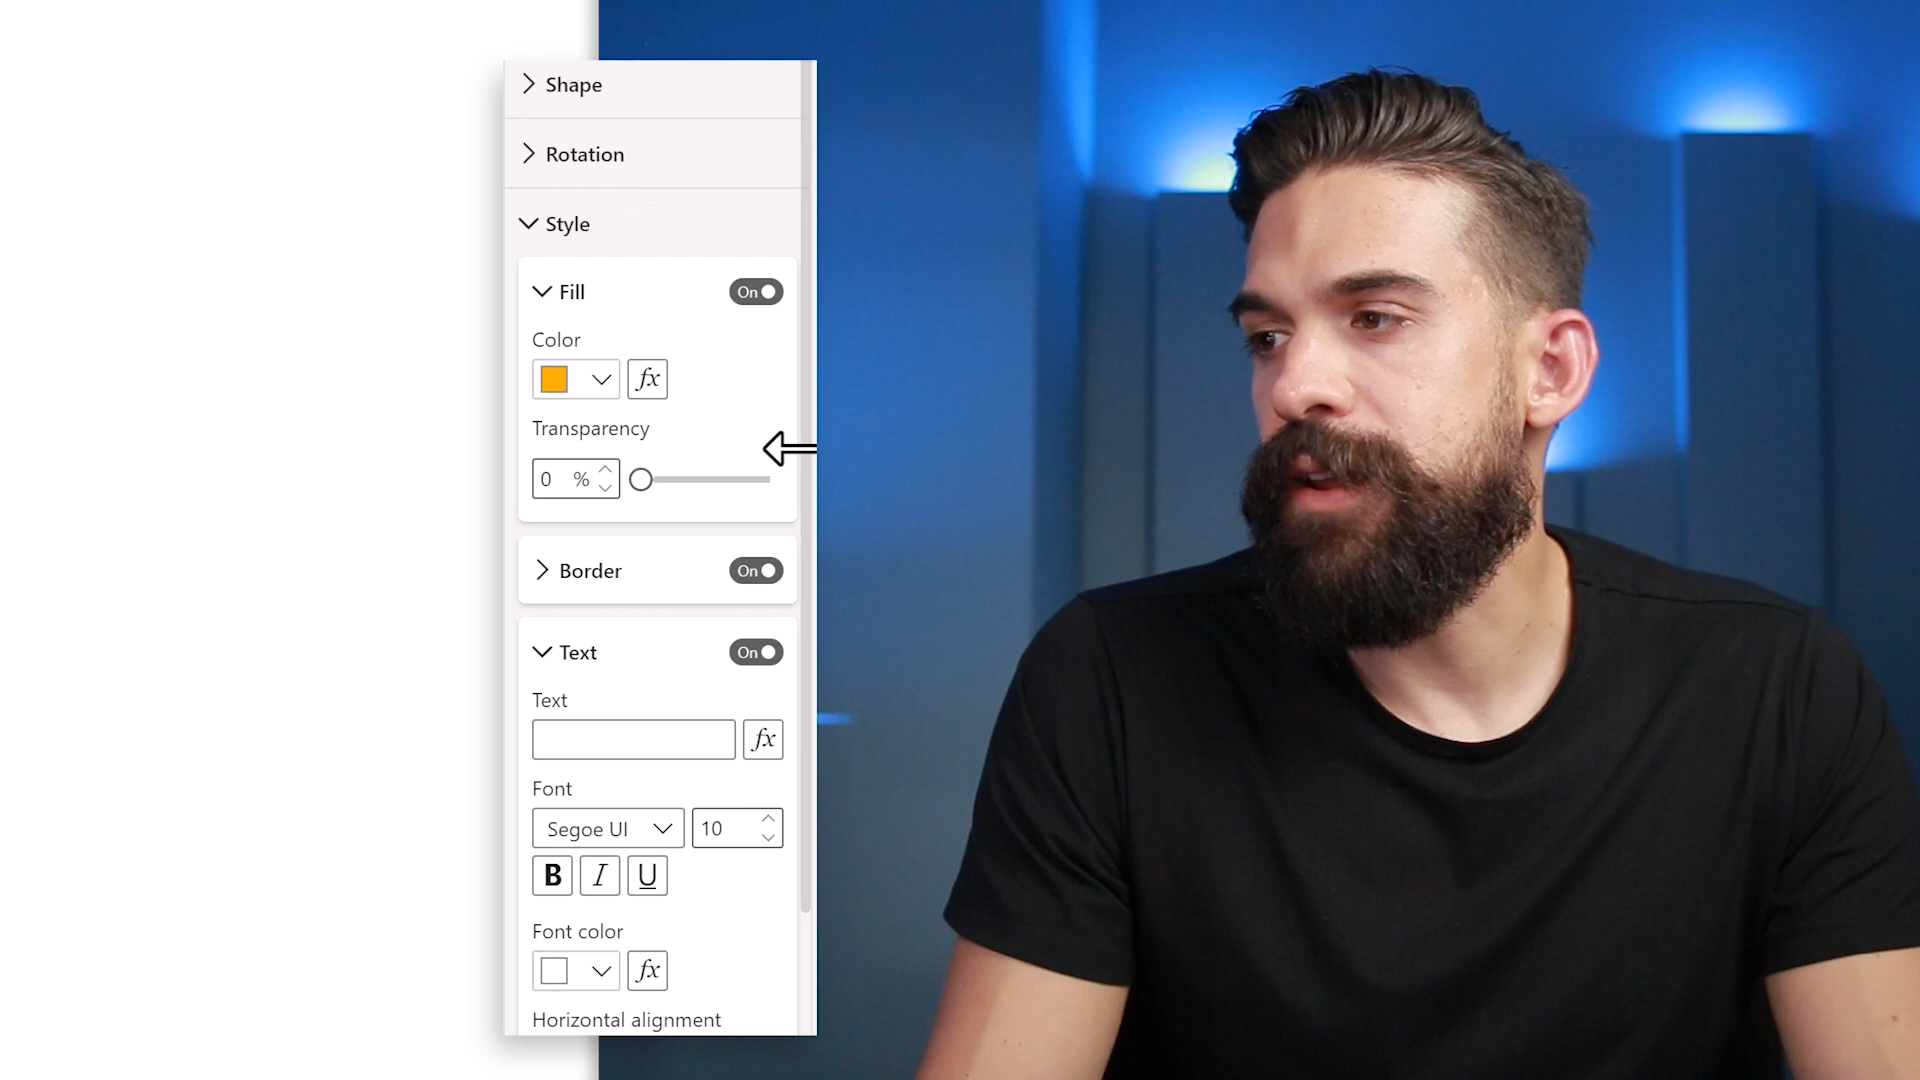 Shape
Rotation
Style
Fill On
Color
fx
Transparency
0 %
Border On
Text On
Text
fx
Font
Segoe UI 10
B I U
Font color
fx
Horizontal alignment